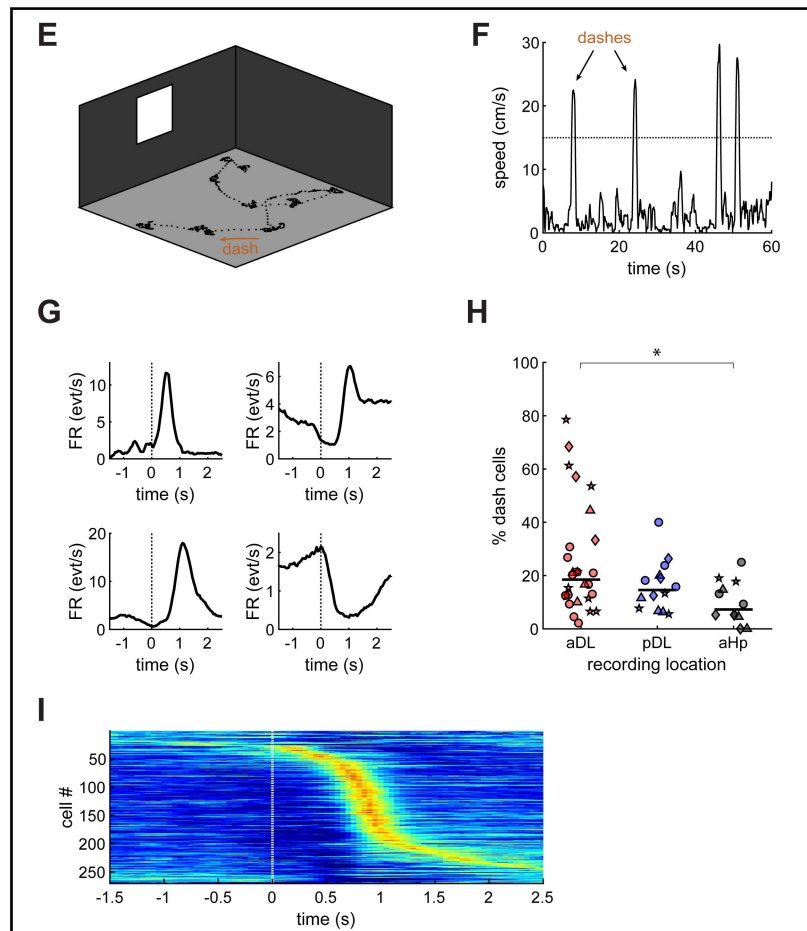 E
dash
F
dashes
speed (cm/s)
30
20
10
0
0 20 40 60
time (s)
G
FR (evt/s)
10
5
0
-1 0 1 2
time (s)
FR (evt/s)
6
4
2
0
-1 0 1 2
time (s)
FR (evt/s)
20
10
0
-1 0 1 2
time (s)
FR (evt/s)
2
1
0
-1 0 1 2
time (s)
H
*
% dash cells
100
80
60
40
20
0
aDL pDL aHp
recording location
I
cell #
50
100
150
200
250
-1.5 -1 -0.5 0 0.5 1 1.5 2 2.5
time (s)